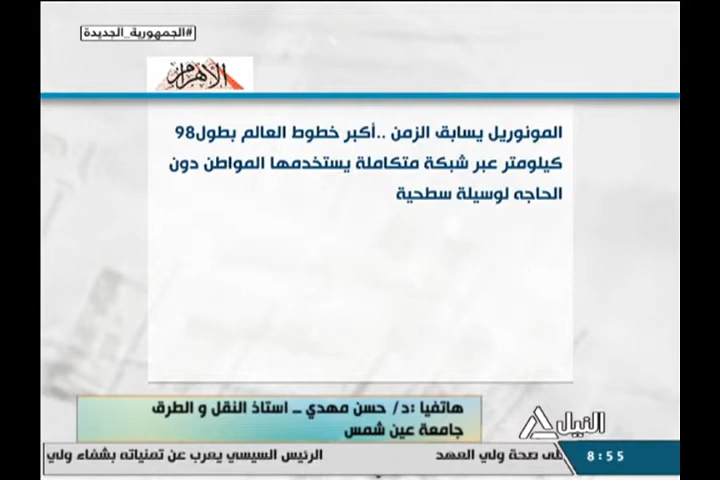 #الجمهورية_الجديدة
الأهرام
المونوريل يسابق الزمن ..أكبر خطوط العالم بطول98
كيلومتر عبر شبكة متكاملة يستخدمها المواطن دون
الحاجه لوسيلة سطحية
هاتفيا :د/ حسن مهدي _ استاذ النقل و الطرق
جامعة عين شمس
النيل
الرئيس السيسي يعرب عن تمنياته بشفاء ولي
على صحة ولي العهد
8:55